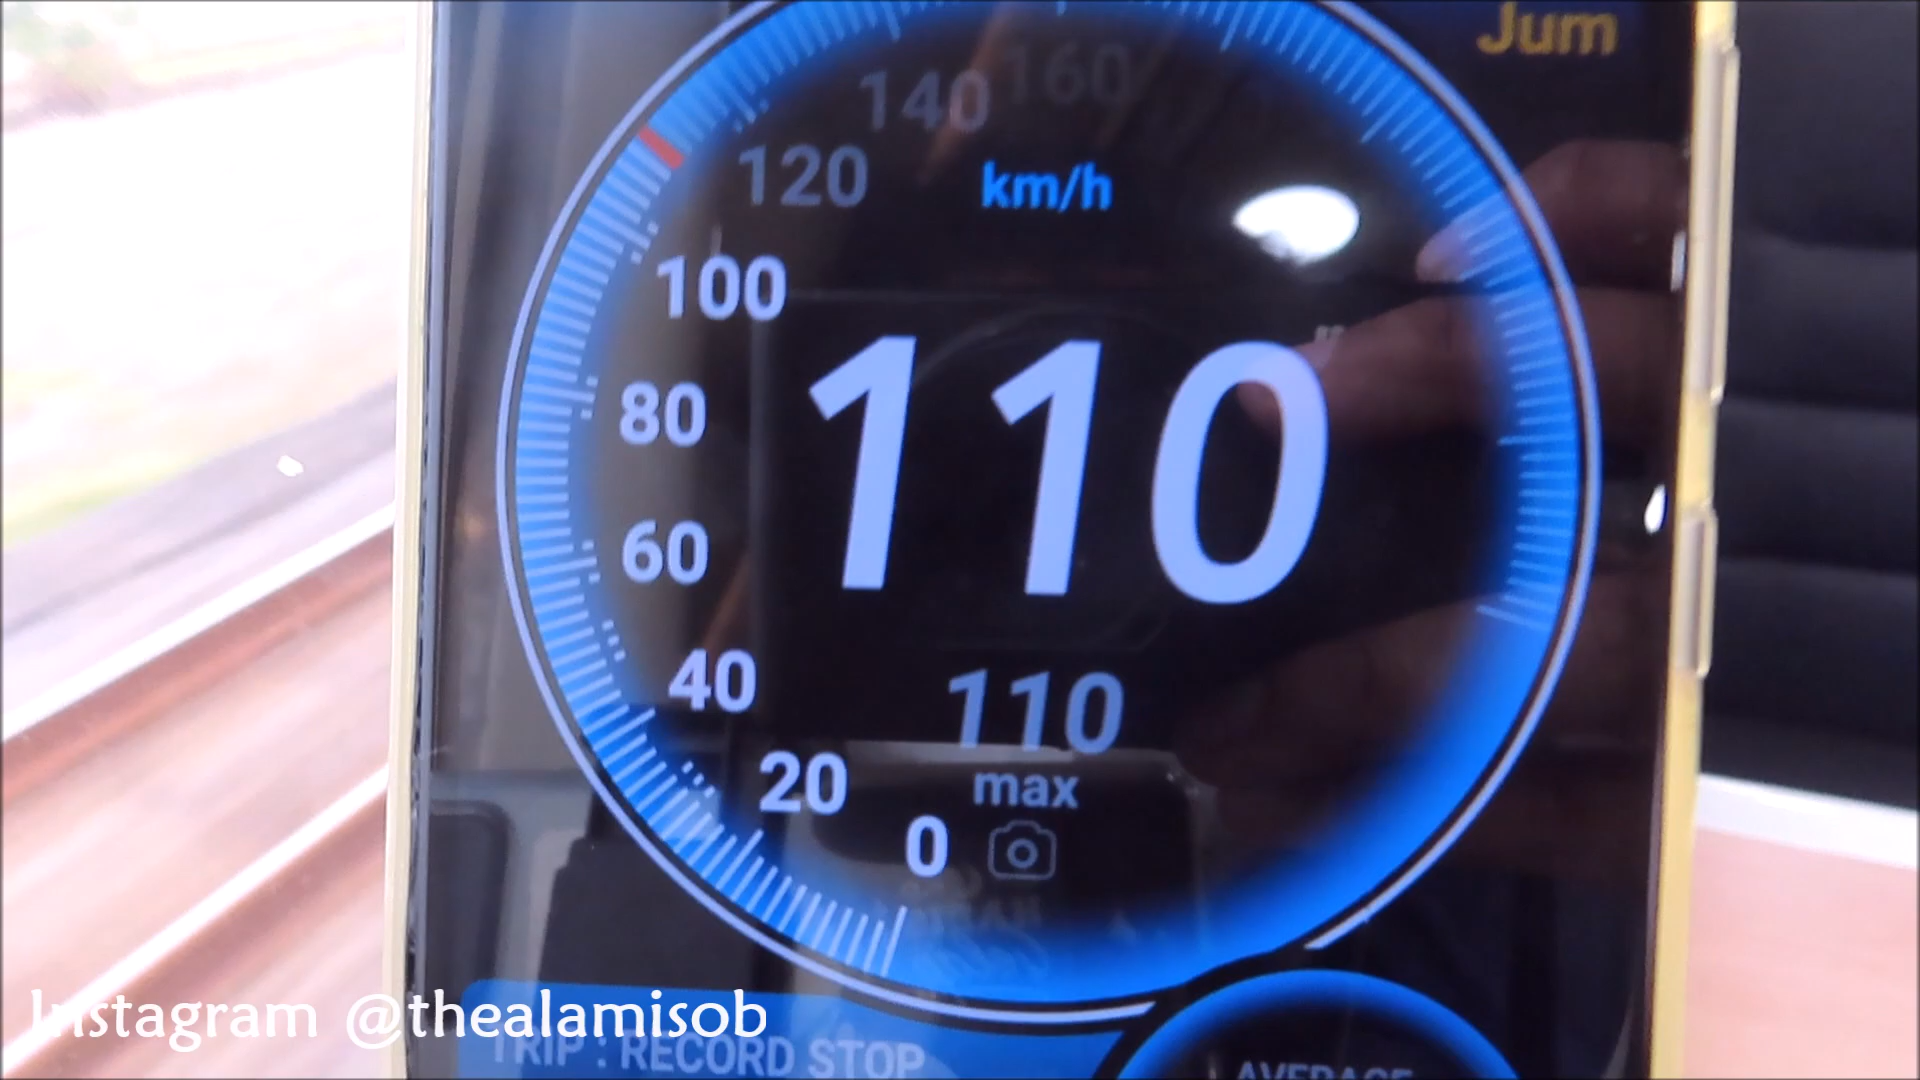 Jum
160
140
120
km/h
100
110
80
60
40
110
max
20
0
Instagram @thealamisob
TRIP : RECORD STOP
AVERAGE